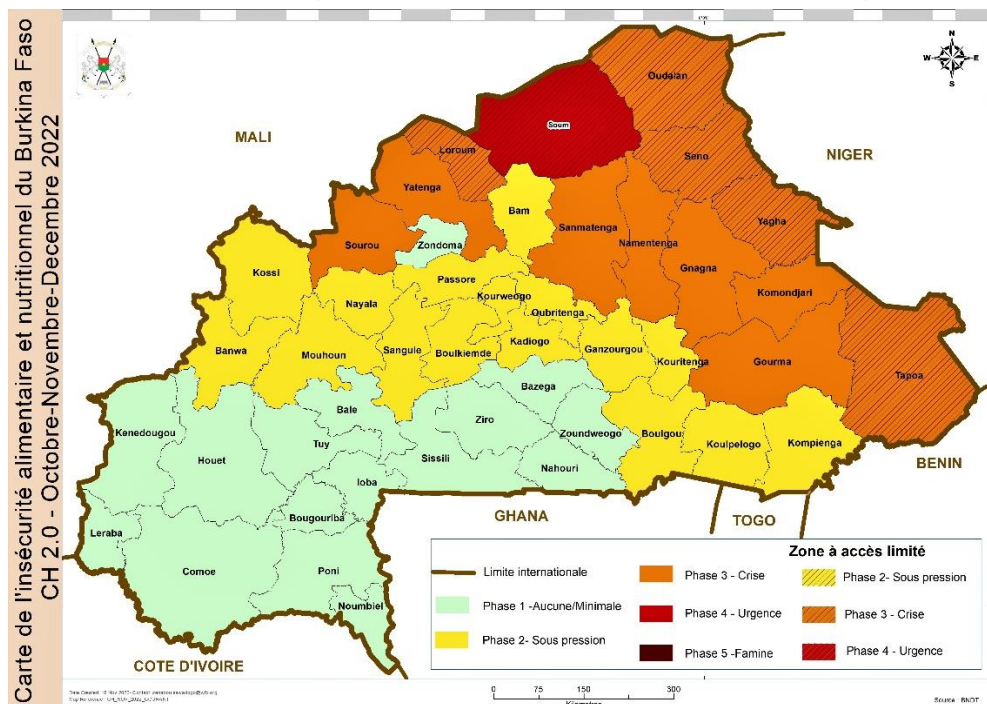 Carte de l'insécurité alimentaire et nutritionnel du Burkina Faso
CH 2.0 - Octobre-Novembre-Decembre 2022
N
W
E
S
MALI
NIGER
BENIN
TOGO
GHANA
COTE D'IVOIRE
Oudalan
Soum
Loroum
Seno
Yatenga
Bam
Yagha
Sanmatenga
Namentenga
Sourou
Zondoma
Gnagna
Kossi
Passore
Komondjari
Nayala
Kourweogo
Oubritenga
Banwa
Mouhoun
Sanguie
Boulkiemde
Kadiogo
Ganzourgou
Kouritenga
Gourma
Tapoa
Bazega
Bale
Kenedougou
Ziro
Zoundweogo
Boulgou
Koulpelogo
Kompienga
Houet
Tuy
Sissili
Nahouri
Ioba
Leraba
Bougouriba
Comoe
Poni
Noumbiel
Limite internationale
Phase 1 -Aucune/Minimale
Phase 2- Sous pression
Phase 3 - Crise
Phase 4 - Urgence
Phase 5 -Famine
Zone à accès limité
Phase 2- Sous pression
Phase 3 - Crise
Phase 4 - Urgence
0 75 150 300
Kilometres
Source : BNDT